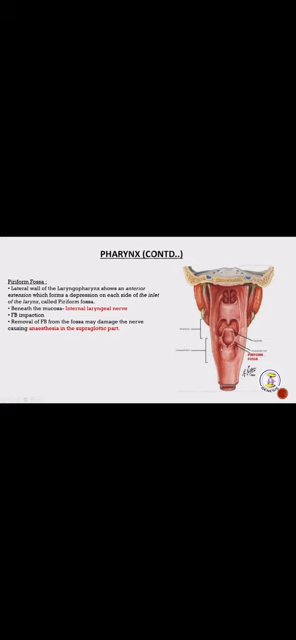 PHARYNX (CONTD..)
Piriform Fossa :
• Lateral wall of the Laryngopharynx shows an anterior
extension which forms a depression on each side of the inlet
of the larynx, called Piriform fossa.
• Beneath the mucosa- Internal laryngeal nerve
• FB impaction
• Removal of FB from the fossa may damage the nerve
causing anaesthesia in the supraglottic part.
PIRIFORM
FOSSA